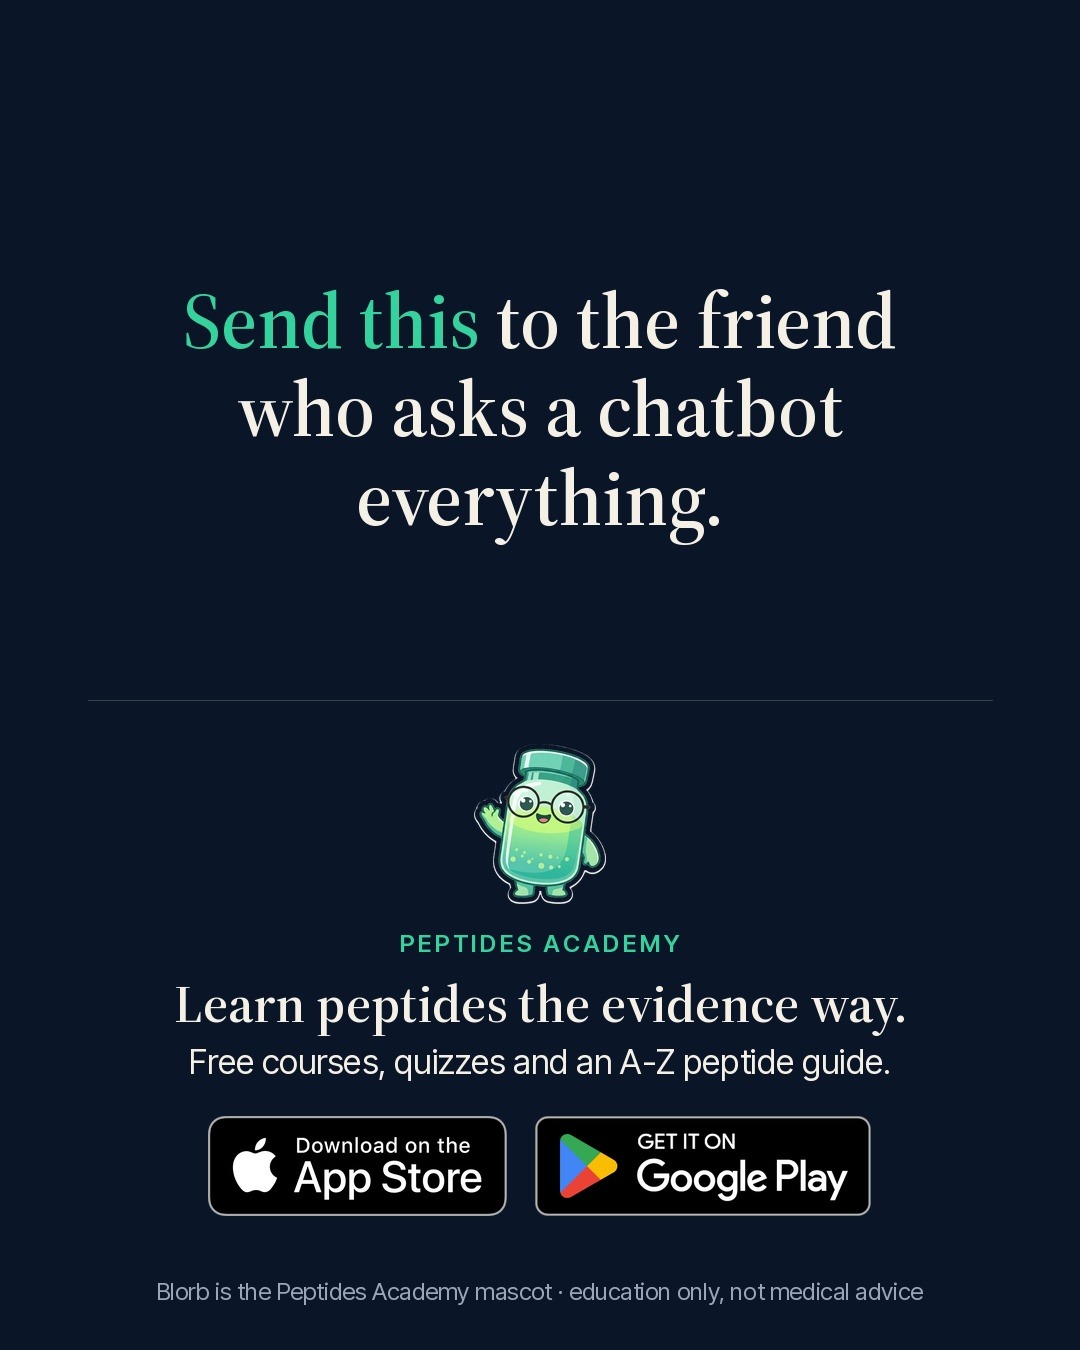 Send this to the friend
who asks a chatbot
everything.
PEPTIDES ACADEMY
Learn peptides the evidence way.
Free courses, quizzes and an A-Z peptide guide.
Download on the
App Store
GET IT ON
Google Play
Blorb is the Peptides Academy mascot · education only, not medical advice